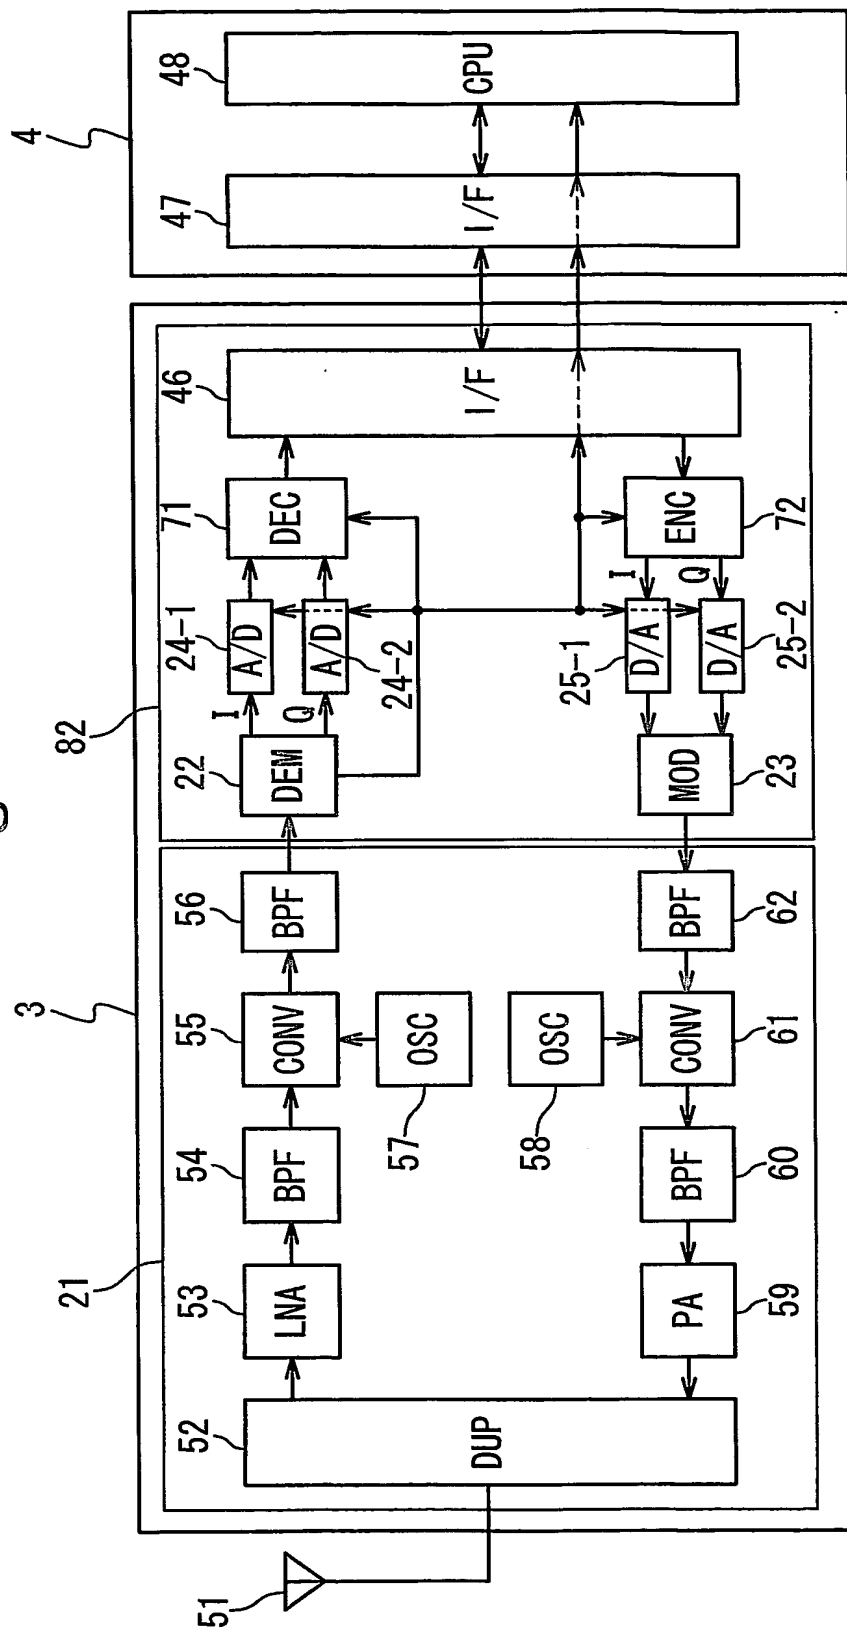 3
4
21
82
51
52
DUP
53
LNA
54
BPF
55
CONV
56
BPF
57
OSC
58
OSC
22
DEM
I
Q
24-1
A/D
A/D
24-2
71
DEC
46
I/F
47
I/F
48
CPU
59
PA
60
BPF
61
CONV
62
BPF
23
MOD
25-1
D/A
D/A
25-2
I
Q
ENC
72